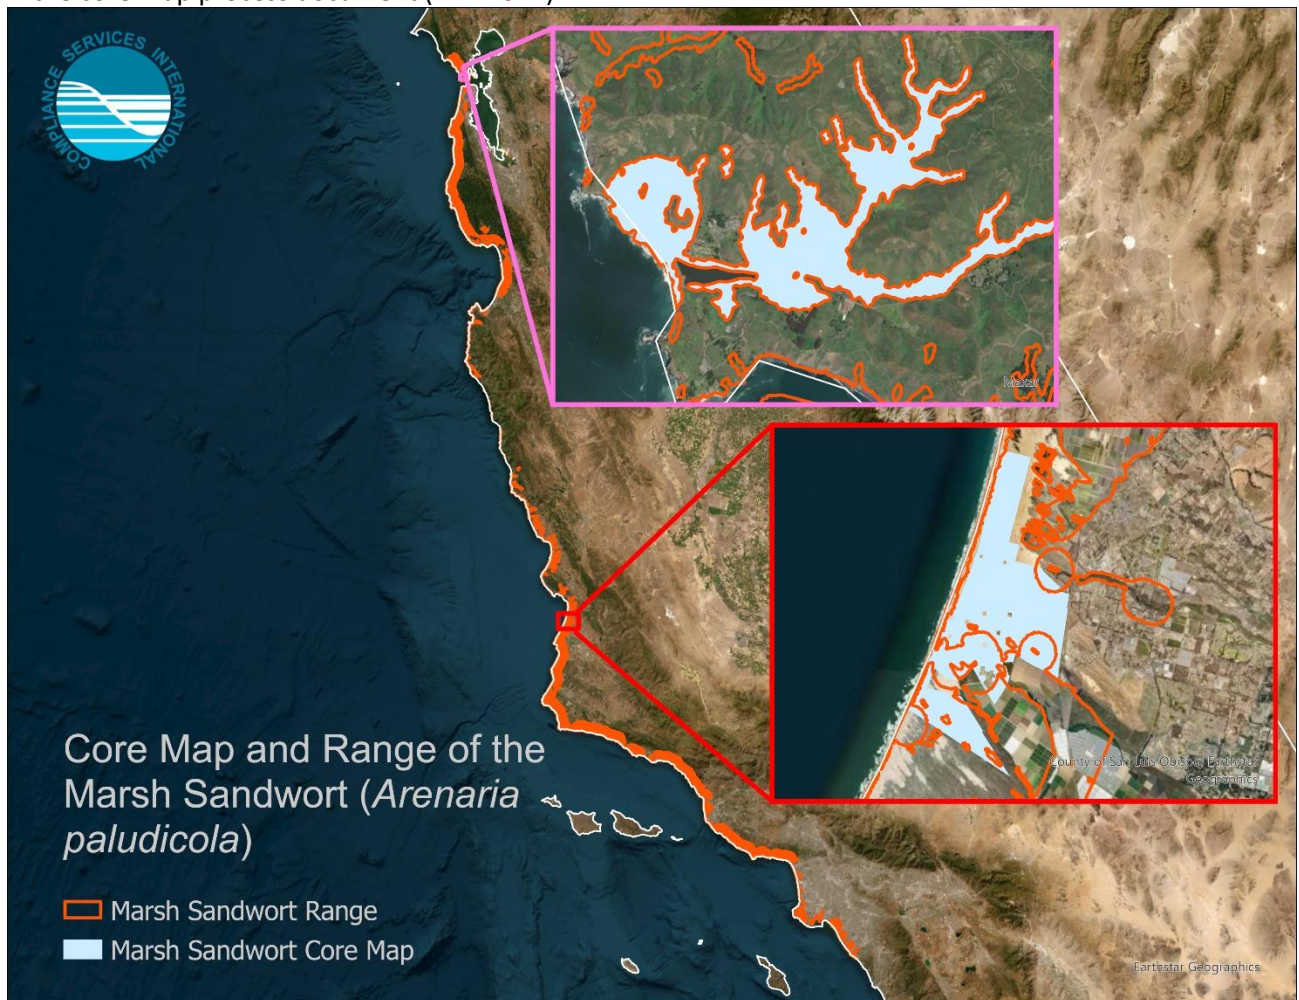 COMPLIANCE SERVICES INTERNATIONAL
Maxar
County of San Luis Obispo, Earthstar
Geographics
Core Map and Range of the
Marsh Sandwort (Arenaria
paludicola)
Marsh Sandwort Range
Marsh Sandwort Core Map
Earthstar Geographics